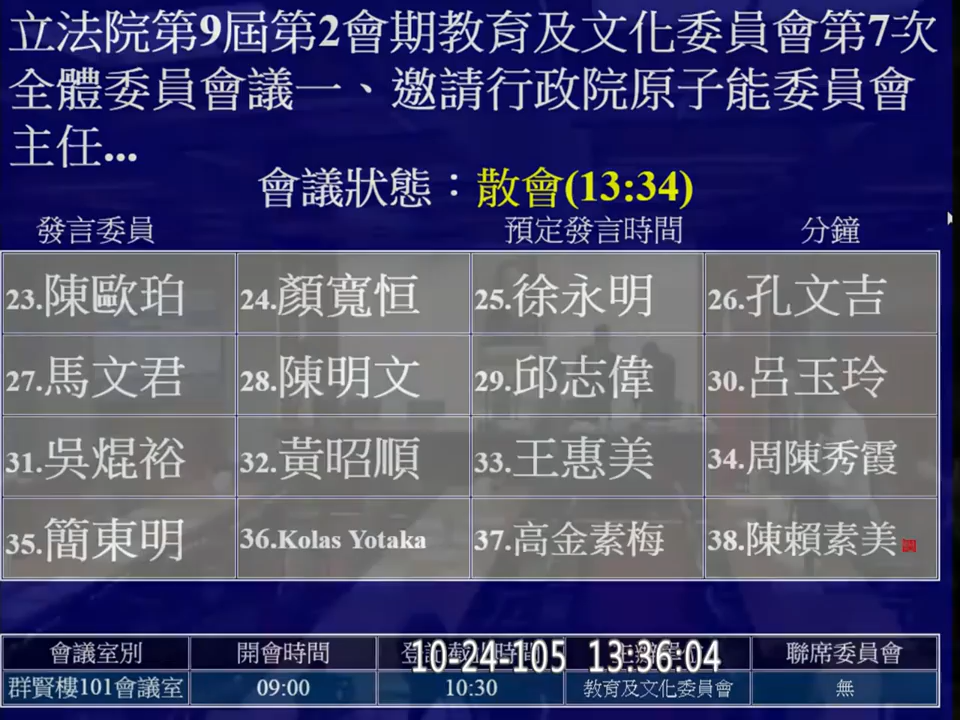 立法院第9屆第2會期教育及文化委員會第7次
全體委員會議一、邀請行政院原子能委員會
主任...
會議狀態：散會(13:34)
發言委員 預定發言時間 分鐘
23.陳歐珀 24.顏寬恒 25.徐永明 26.孔文吉
27.馬文君 28.陳明文 29.邱志偉 30.呂玉玲
31.吳焜裕 32.黃昭順 33.王惠美 34.周陳秀霞
35.簡東明 36.Kolas Yotaka 37.高金素梅 38.陳賴素美
會議室別 開會時間 聯席委員會
10-24-105 13:36:04
群賢樓101會議室 09:00 10:30 教育及文化委員會 無